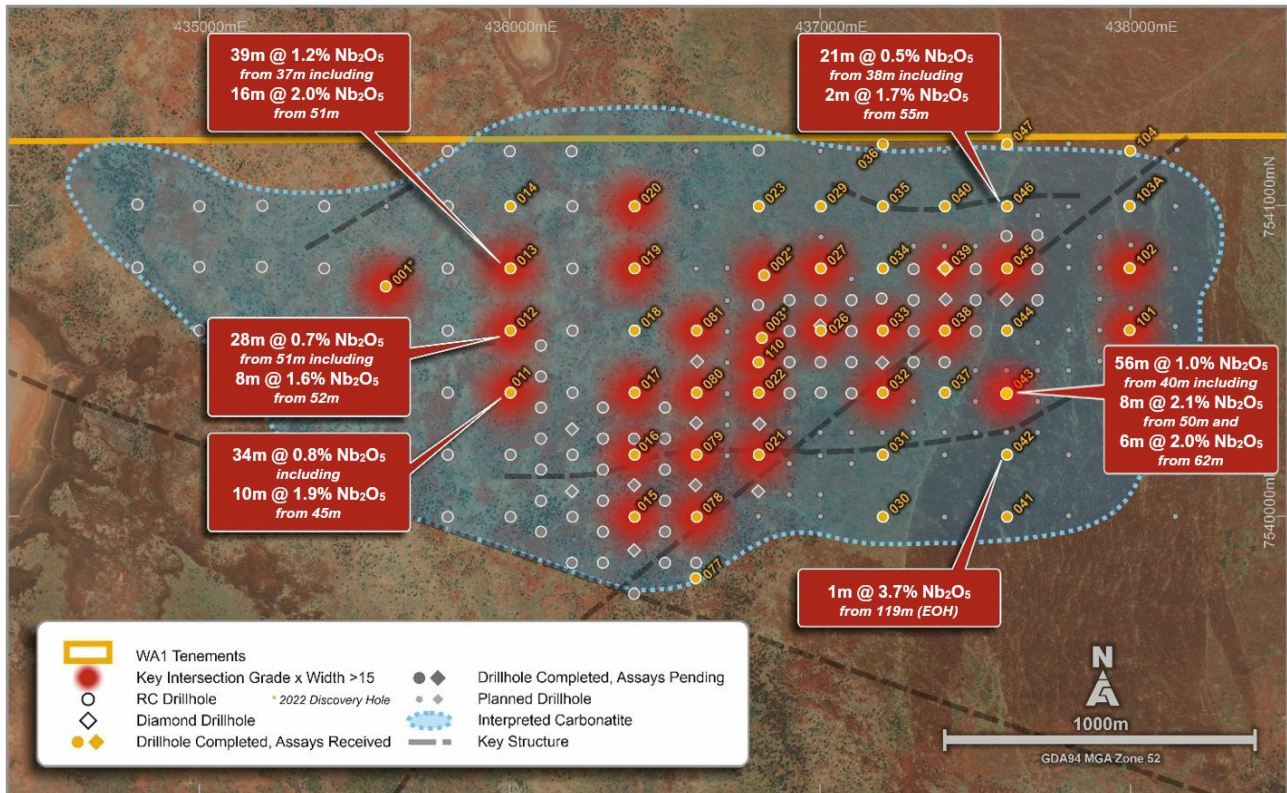 435000mE
436000mE
437000mE
438000mE
39m @ 1.2% Nb₂O₅
from 37m including
16m @ 2.0% Nb₂O₅
from 51m
21m @ 0.5% Nb₂O₅
from 38m including
2m @ 1.7% Nb₂O₅
from 55m
036
047
104
7541000mN
014
020
023
029
035
040
046
103A
001*
013
019
002*
027
034
039
045
102
012
018
081
003*
026
033
038
044
101
110
28m @ 0.7% Nb₂O₅
from 51m including
8m @ 1.6% Nb₂O₅
from 52m
011
017
080
022
032
037
043
56m @ 1.0% Nb₂O₅
from 40m including
8m @ 2.1% Nb₂O₅
from 50m and
6m @ 2.0% Nb₂O₅
from 62m
34m @ 0.8% Nb₂O₅
including
10m @ 1.9% Nb₂O₅
from 45m
016
079
021
031
042
015
078
030
041
7540000mN
077
1m @ 3.7% Nb₂O₅
from 119m (EOH)
WA1 Tenements
Key Intersection Grade x Width >15
RC Drillhole
* 2022 Discovery Hole
Diamond Drillhole
Drillhole Completed, Assays Received
Drillhole Completed, Assays Pending
Planned Drillhole
Interpreted Carbonatite
Key Structure
N
1000m
GDA94 MGA Zone 52